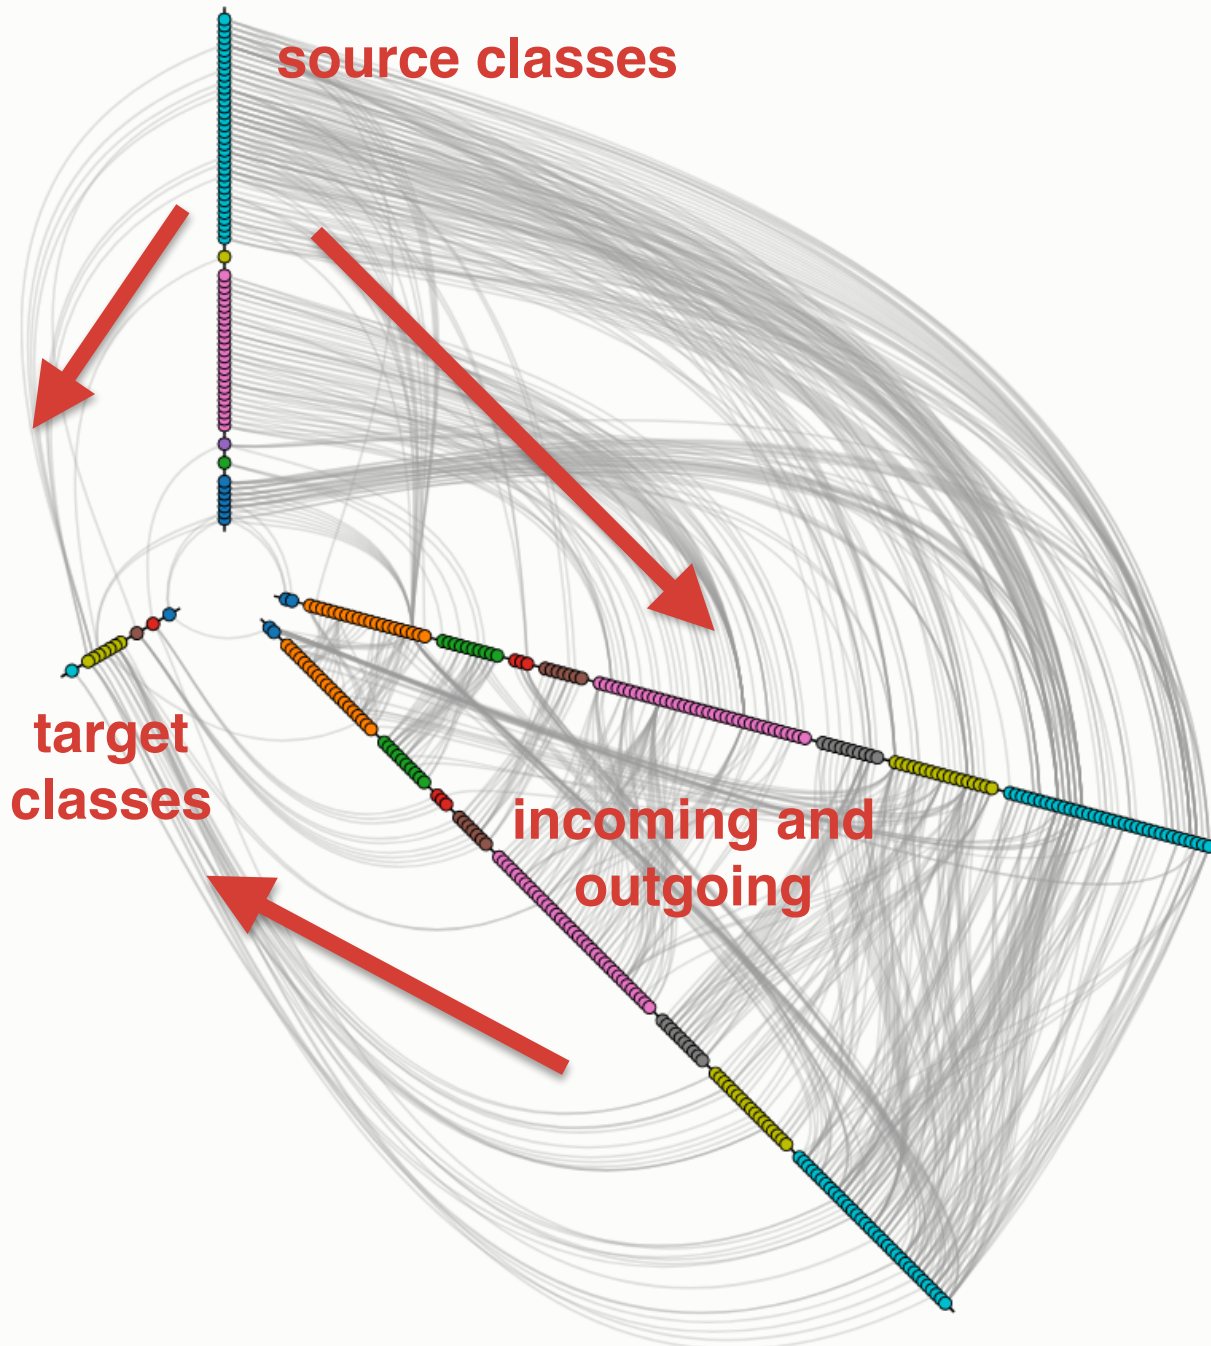 source classes
target
classes
incoming and
outgoing